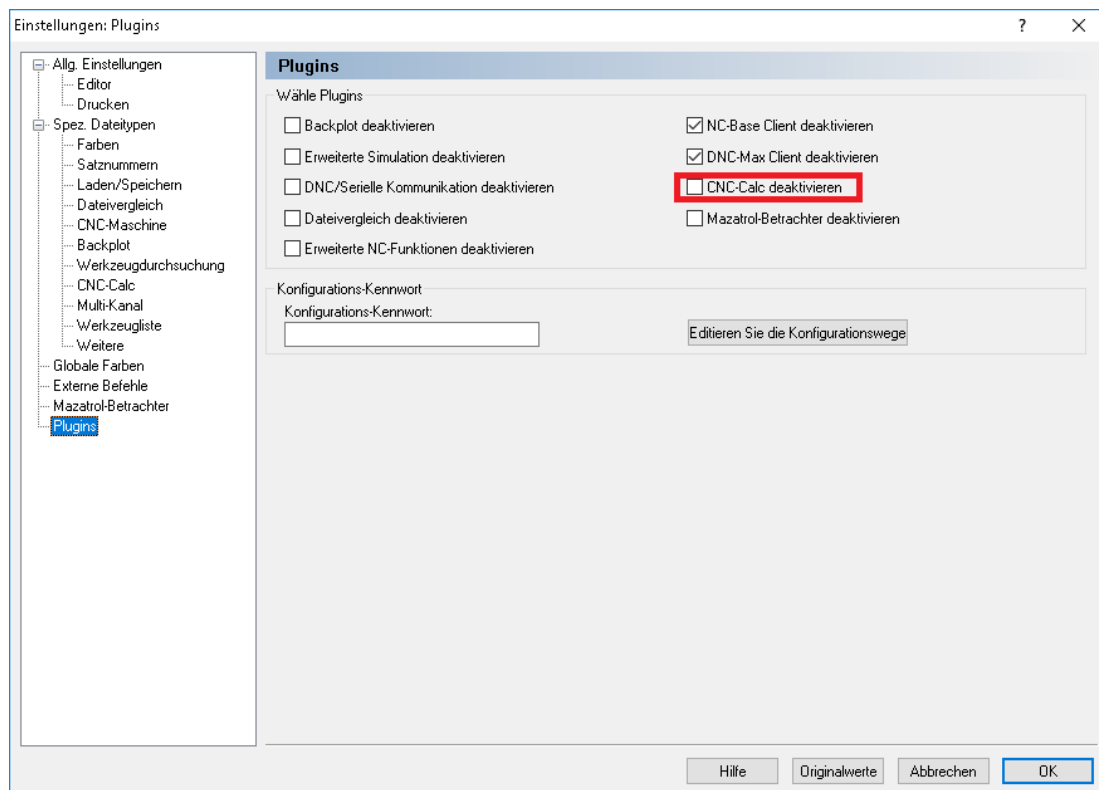 Einstellungen: Plugins
?
Allg. Einstellungen
Editor
Drucken
Spez. Dateitypen
Farben
Satznummern
Laden/Speichern
Dateivergleich
CNC-Maschine
Backplot
Werkzeugdurchsuchung
CNC-Calc
Multi-Kanal
Werkzeugliste
Weitere
Globale Farben
Externe Befehle
Mazatrol-Betrachter
Plugins
Plugins
Wähle Plugins
Backplot deaktivieren
Erweiterte Simulation deaktivieren
DNC/Serielle Kommunikation deaktivieren
Dateivergleich deaktivieren
Erweiterte NC-Funktionen deaktivieren
NC-Base Client deaktivieren
DNC-Max Client deaktivieren
CNC-Calc deaktivieren
Mazatrol-Betrachter deaktivieren
Konfigurations-Kennwort
Konfigurations-Kennwort:
Editieren Sie die Konfigurationswege
Hilfe
Originalwerte
Abbrechen
OK